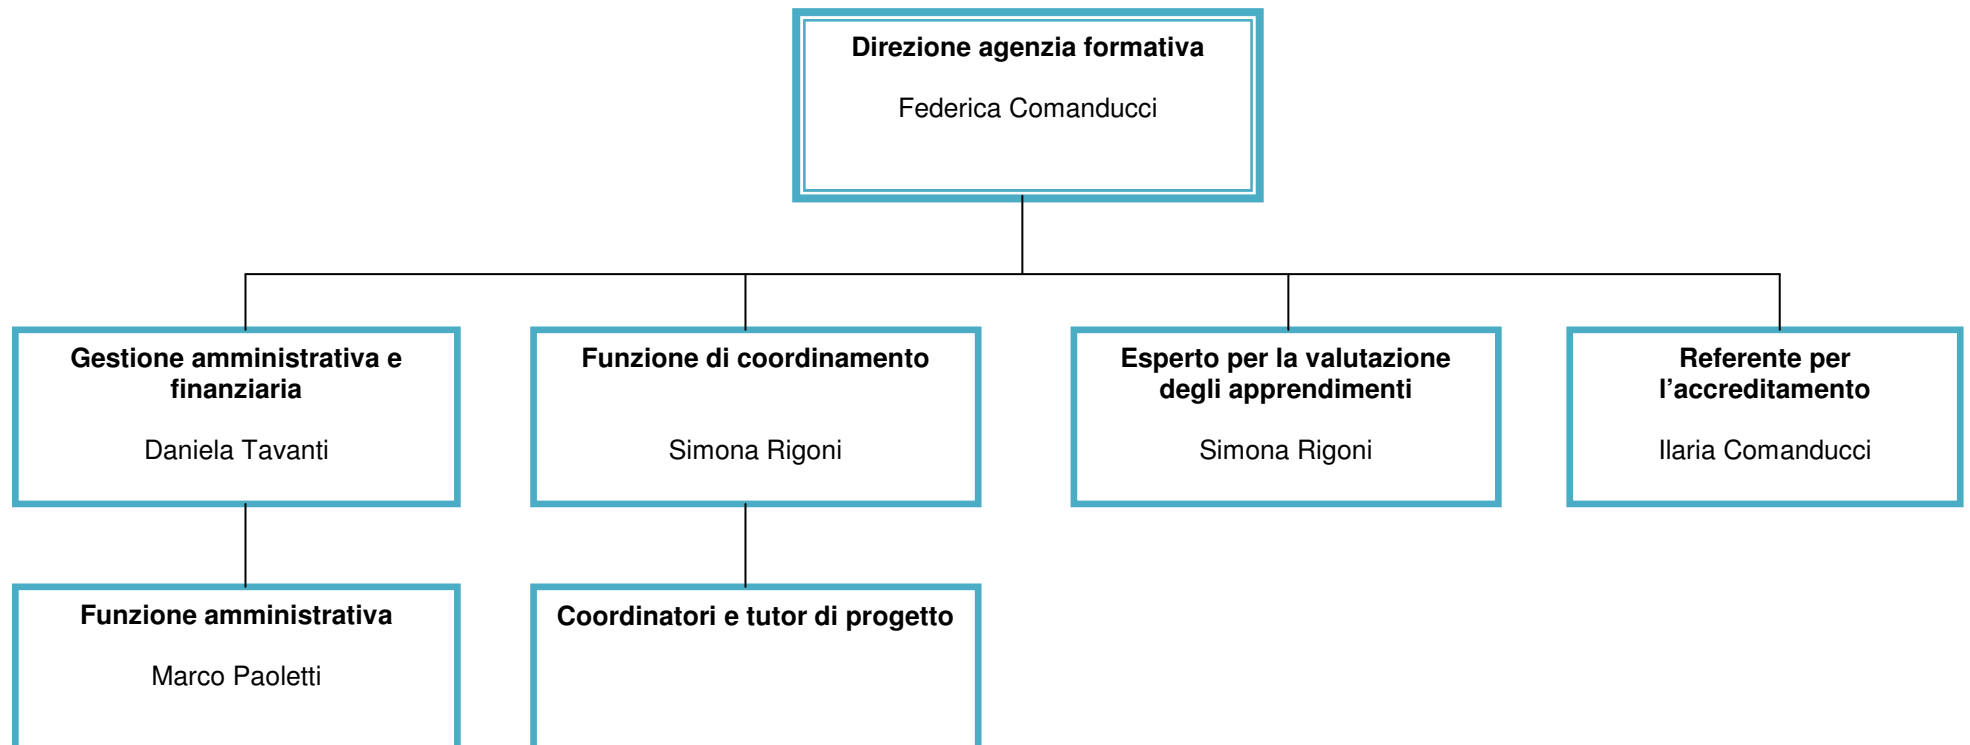 Direzione agenzia formativa
Federica Comanducci
Gestione amministrativa e
finanziaria
Daniela Tavanti
Funzione di coordinamento
Simona Rigoni
Esperto per la valutazione
degli apprendimenti
Simona Rigoni
Referente per
l’accreditamento
Ilaria Comanducci
Funzione amministrativa
Marco Paoletti
Coordinatori e tutor di progetto